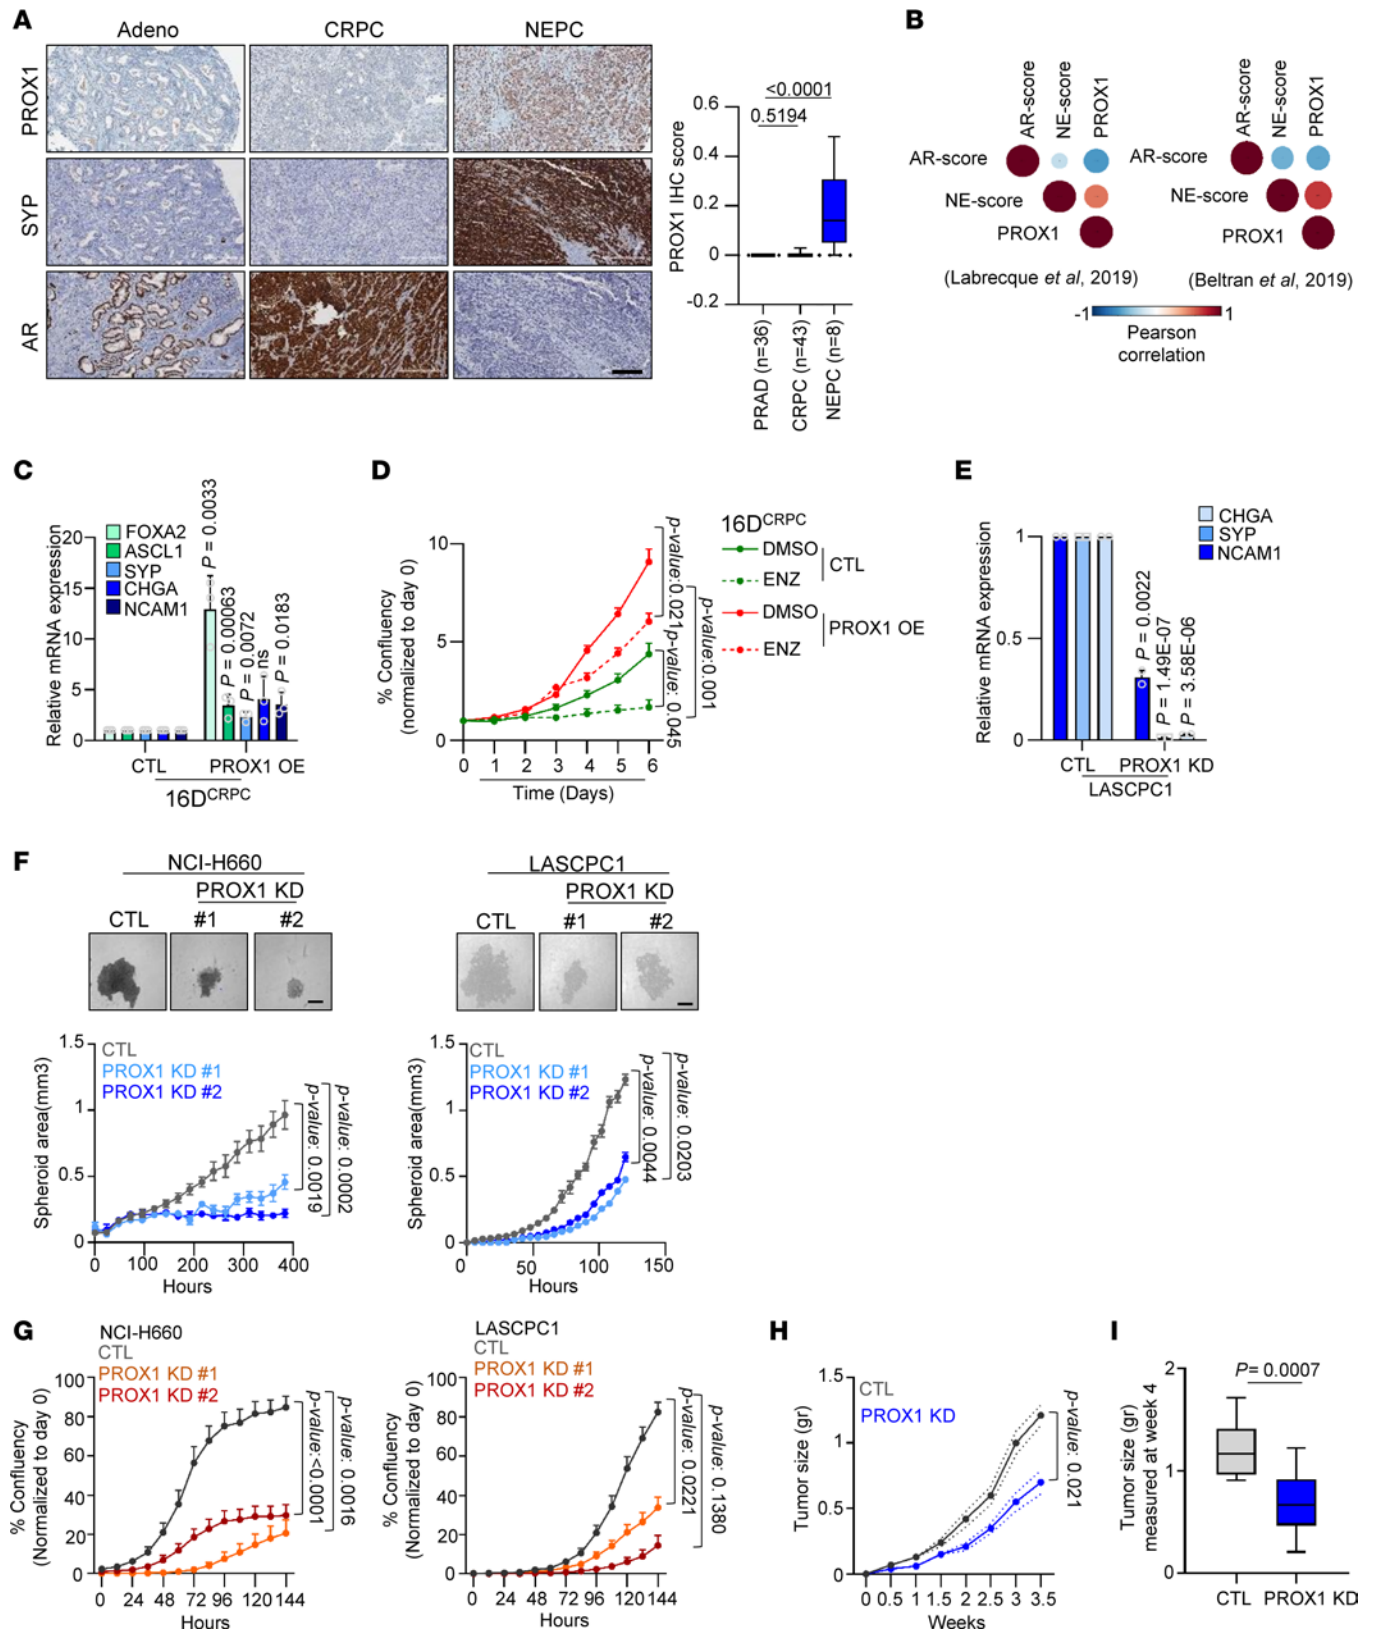 A
Adeno
CRPC
NEPC
PROX1
SYP
AR
PROX1 IHC score
0.6
0.4
0.2
0
-0.2
<0.0001
0.5194
PRAD (n=36)
CRPC (n=43)
NEPC (n=8)
B
AR-score
NE-score
PROX1
AR-score
NE-score
PROX1
(Labrecque et al, 2019)
AR-score
NE-score
PROX1
AR-score
NE-score
PROX1
(Beltran et al, 2019)
-1
1
Pearson
correlation
C
Relative mRNA expression
20
15
10
5
0
FOXA2
ASCL1
SYP
CHGA
NCAM1
P = 0.0033
P = 0.00063
P = 0.0072
ns
P = 0.0183
CTL
PROX1 OE
16DCRPC
D
% Confluency
(normalized to day 0)
10
5
0
0 1 2 3 4 5 6
Time (Days)
p-value:0.021
p-value: 0.045
p-value:0.001
16DCRPC
DMSO
ENZ
CTL
DMSO
ENZ
PROX1 OE
E
Relative mRNA expression
1
0.5
0
CHGA
SYP
NCAM1
P = 0.0022
P = 1.49E-07
P = 3.58E-06
CTL
PROX1 KD
LASCPC1
F
NCI-H660
PROX1 KD
CTL
#1
#2
Spheroid area(mm3)
1.5
1
0.5
0
CTL
PROX1 KD #1
PROX1 KD #2
p-value: 0.0019
p-value: 0.0002
0 100 200 300 400
Hours
LASCPC1
PROX1 KD
CTL
#1
#2
Spheroid area(mm3)
1.5
1
0.5
0
CTL
PROX1 KD #1
PROX1 KD #2
p-value: 0.0044
p-value: 0.0203
0 50 100 150
Hours
G
NCI-H660
CTL
PROX1 KD #1
PROX1 KD #2
% Confluency
(Normalized to day 0)
100
80
60
40
20
0
p-value: <0.0001
p-value: 0.0016
0 24 48 72 96 120 144
Hours
LASCPC1
CTL
PROX1 KD #1
PROX1 KD #2
% Confluency
(Normalized to day 0)
100
80
60
40
20
0
p-value: 0.0221
p-value: 0.1380
0 24 48 72 96 120 144
Hours
H
Tumor size (gr)
1.5
1
0.5
0
CTL
PROX1 KD
p-value: 0.021
0 0.5 1 1.5 2 2.5 3 3.5
Weeks
I
Tumor size (gr)
measured at week 4
2
1
0
P= 0.0007
CTL
PROX1 KD